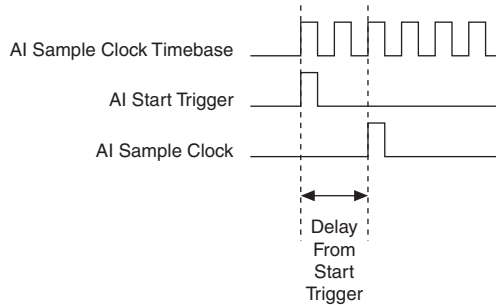 AI Sample Clock Timebase
AI Start Trigger
AI Sample Clock
Delay
From
Start
Trigger